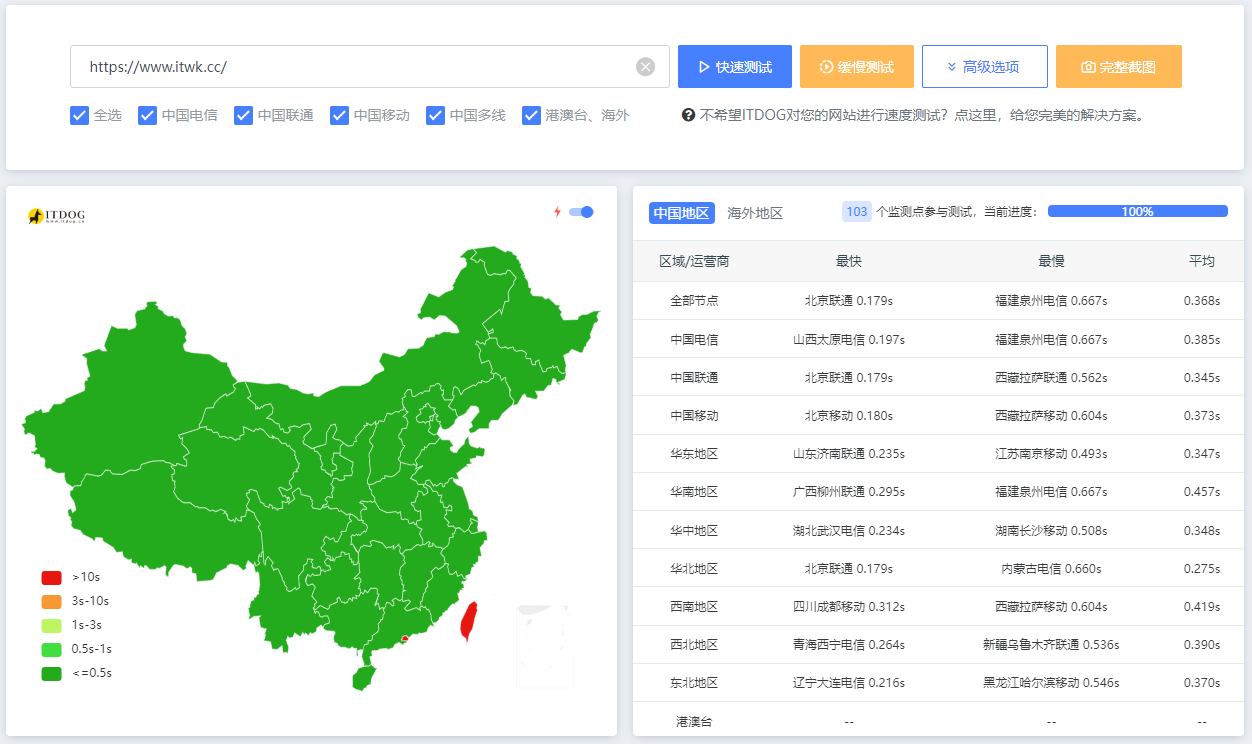 https://www.itwk.cc/
快速测试
缓慢测试
高级选项
完整截图
全选 中国电信 中国联通 中国移动 中国多线 港澳台、海外
不希望ITDOG对您的网站进行速度测试？点这里，给您完美的解决方案。
ITDOG
www.itdog.cn
>10s
3s-10s
1s-3s
0.5s-1s
<=0.5s
中国地区 海外地区 103 个监测点参与测试，当前进度： 100%
区域/运营商 最快 最慢 平均
全部节点 北京联通 0.179s 福建泉州电信 0.667s 0.368s
中国电信 山西太原电信 0.197s 福建泉州电信 0.667s 0.385s
中国联通 北京联通 0.179s 西藏拉萨联通 0.562s 0.345s
中国移动 北京移动 0.180s 西藏拉萨移动 0.604s 0.373s
华东地区 山东济南联通 0.235s 江苏南京移动 0.493s 0.347s
华南地区 广西柳州联通 0.295s 福建泉州电信 0.667s 0.457s
华中地区 湖北武汉电信 0.234s 湖南长沙移动 0.508s 0.348s
华北地区 北京联通 0.179s 内蒙古电信 0.660s 0.275s
西南地区 四川成都移动 0.312s 西藏拉萨移动 0.604s 0.419s
西北地区 青海西宁电信 0.264s 新疆乌鲁木齐联通 0.536s 0.390s
东北地区 辽宁大连电信 0.216s 黑龙江哈尔滨移动 0.546s 0.370s
港澳台 -- -- --